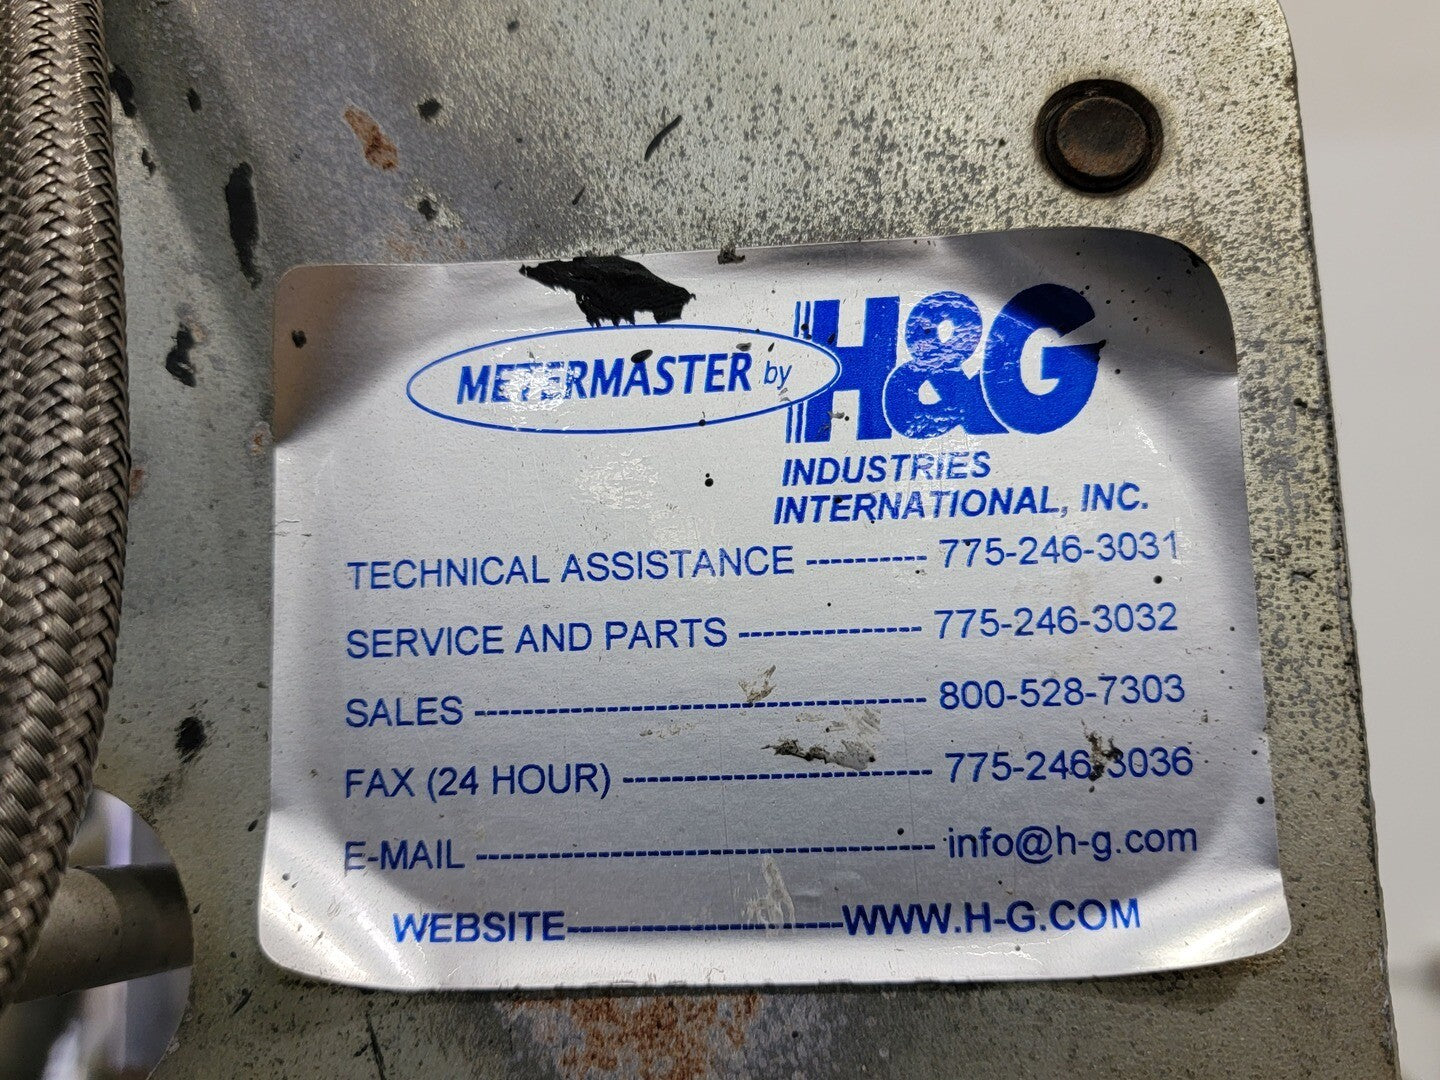 METERMASTER by H&G
INDUSTRIES
INTERNATIONAL, INC.
TECHNICAL ASSISTANCE ---------- 775-246-3031
SERVICE AND PARTS --------------- 775-246-3032
SALES ------------------------------------- 800-528-7303
FAX (24 HOUR) ------------------------- 775-246-3036
E-MAIL ------------------------------------- info@h-g.com
WEBSITE----------------------WWW.H-G.COM